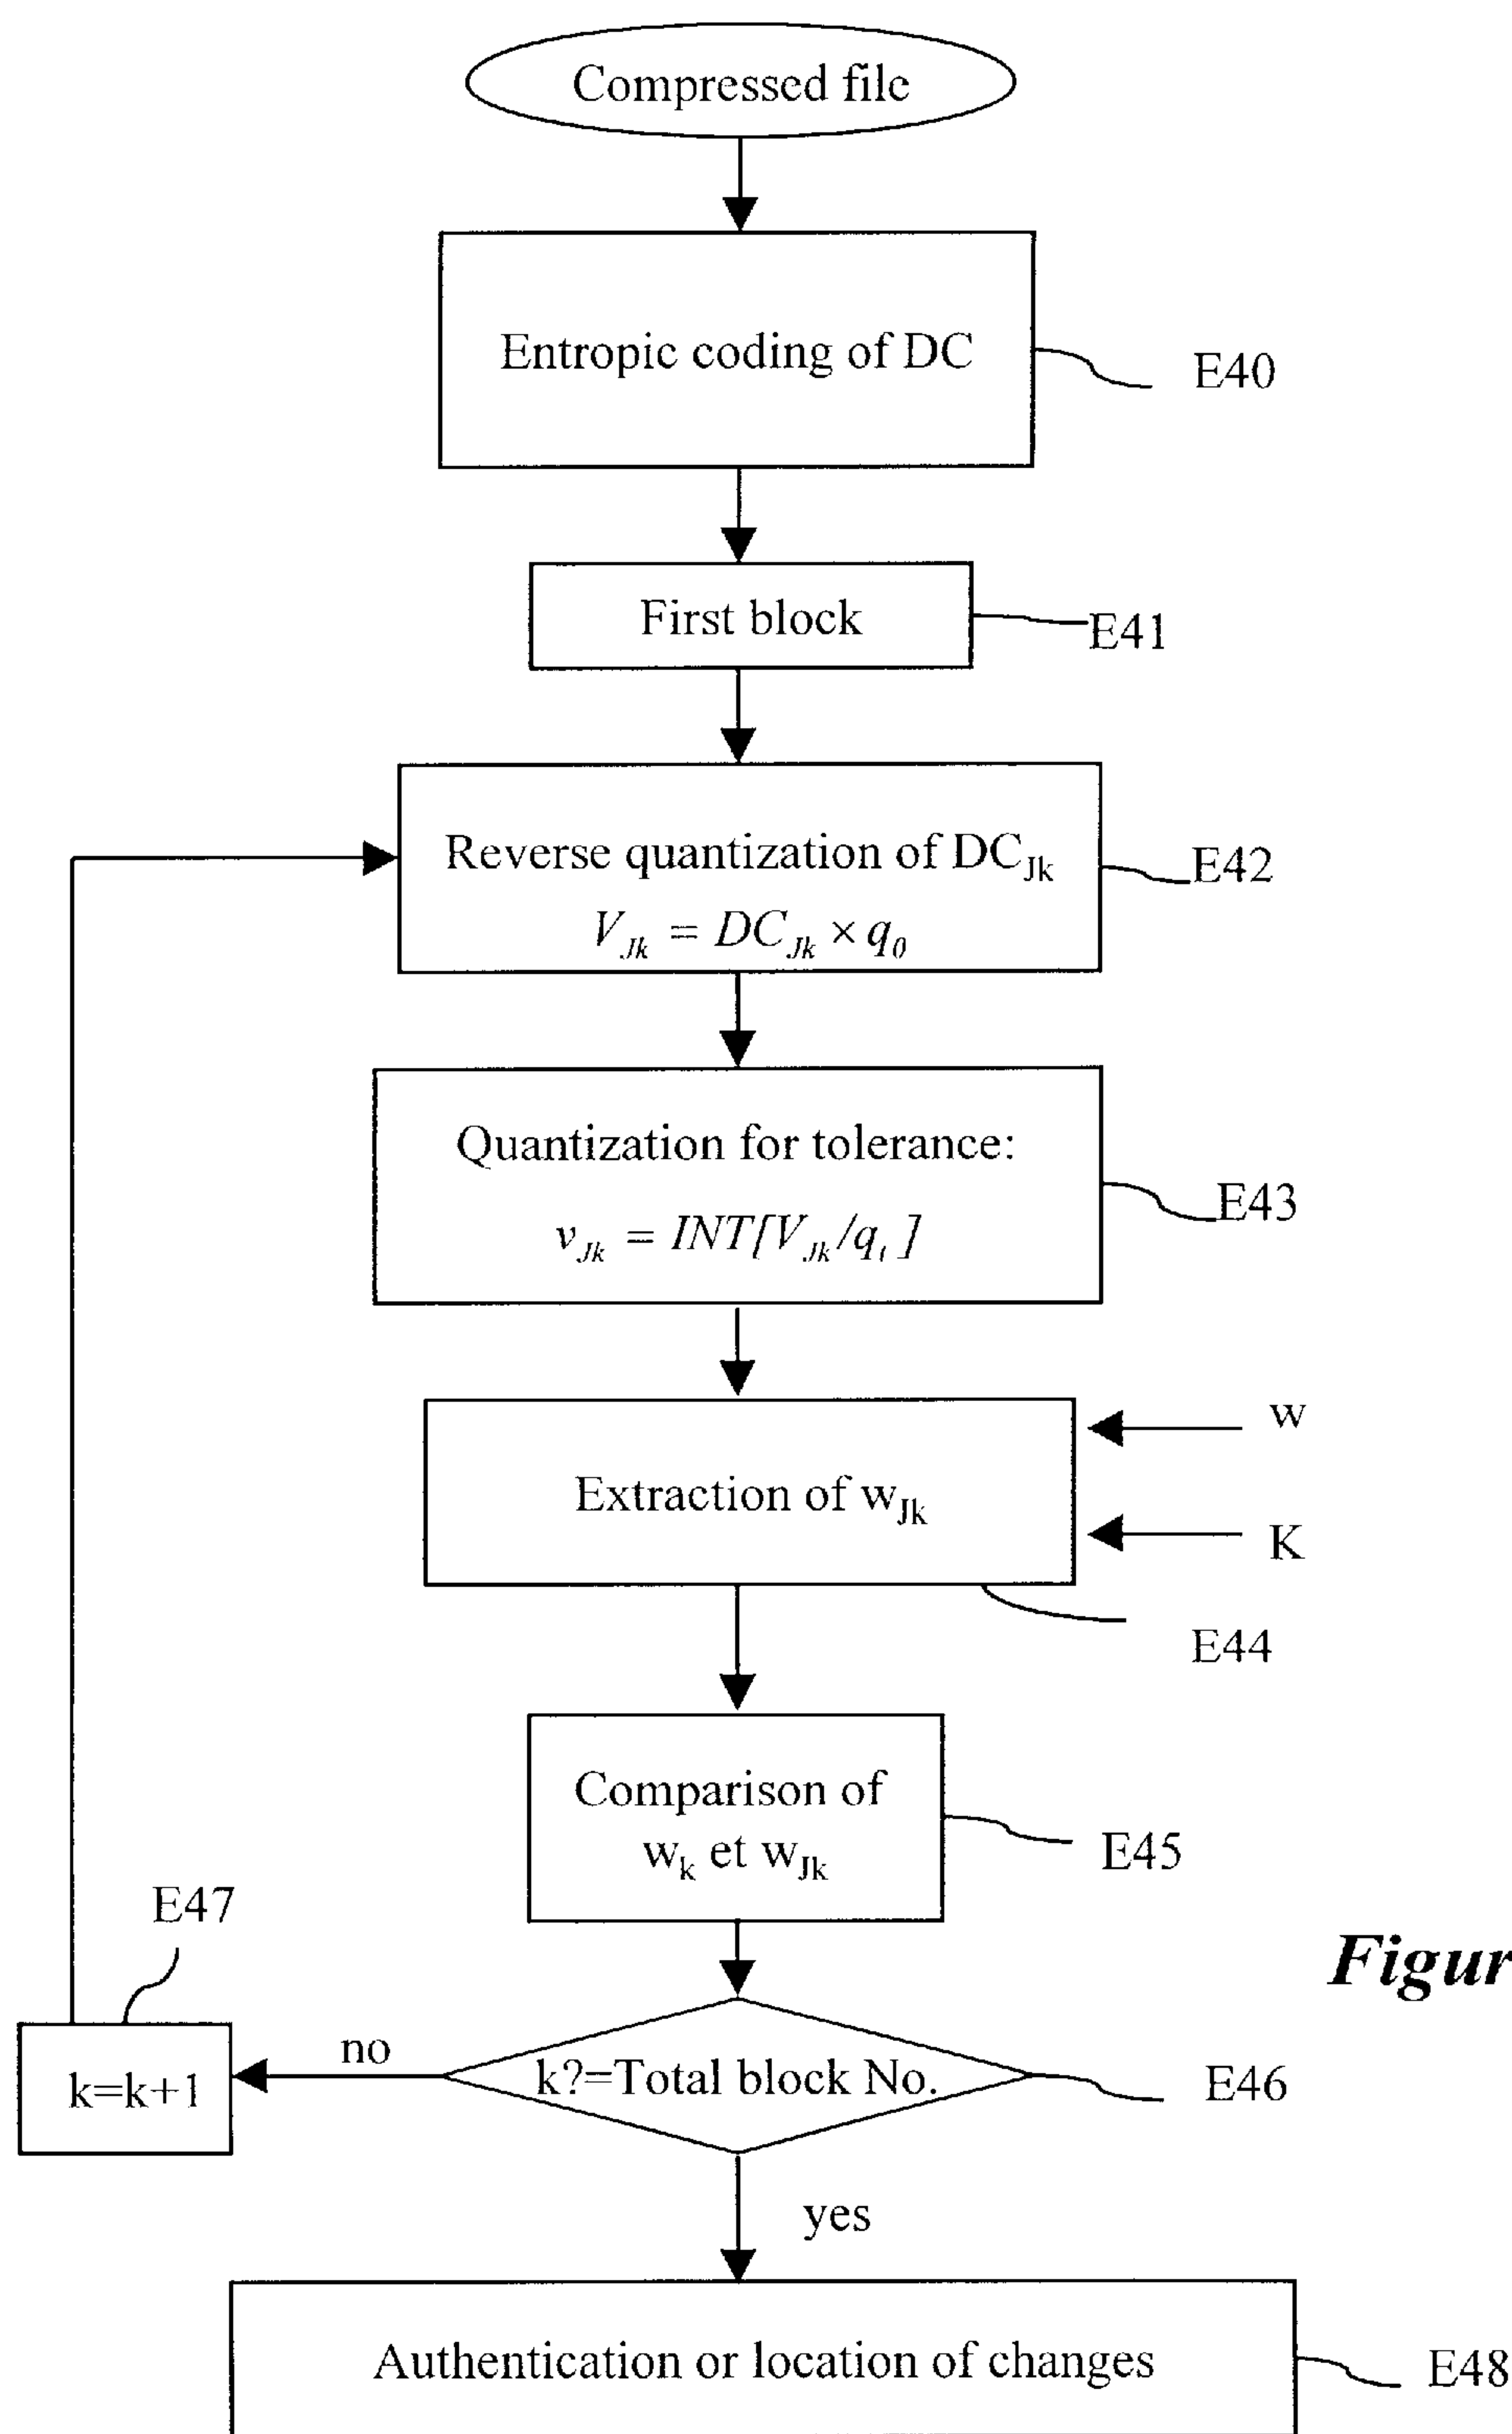 Compressed file
Entropic coding of DC
E40
First block
E41
Reverse quantization of DC_Jk
V_Jk = DC_Jk × q_0
E42
Quantization for tolerance:
v_Jk = INT[V_Jk/q_t]
E43
w
Extraction of w_Jk
K
E44
Comparison of
w_k et w_Jk
E45
E47
Figur
no
k=k+1
k?=Total block No.
E46
yes
Authentication or location of changes
E48